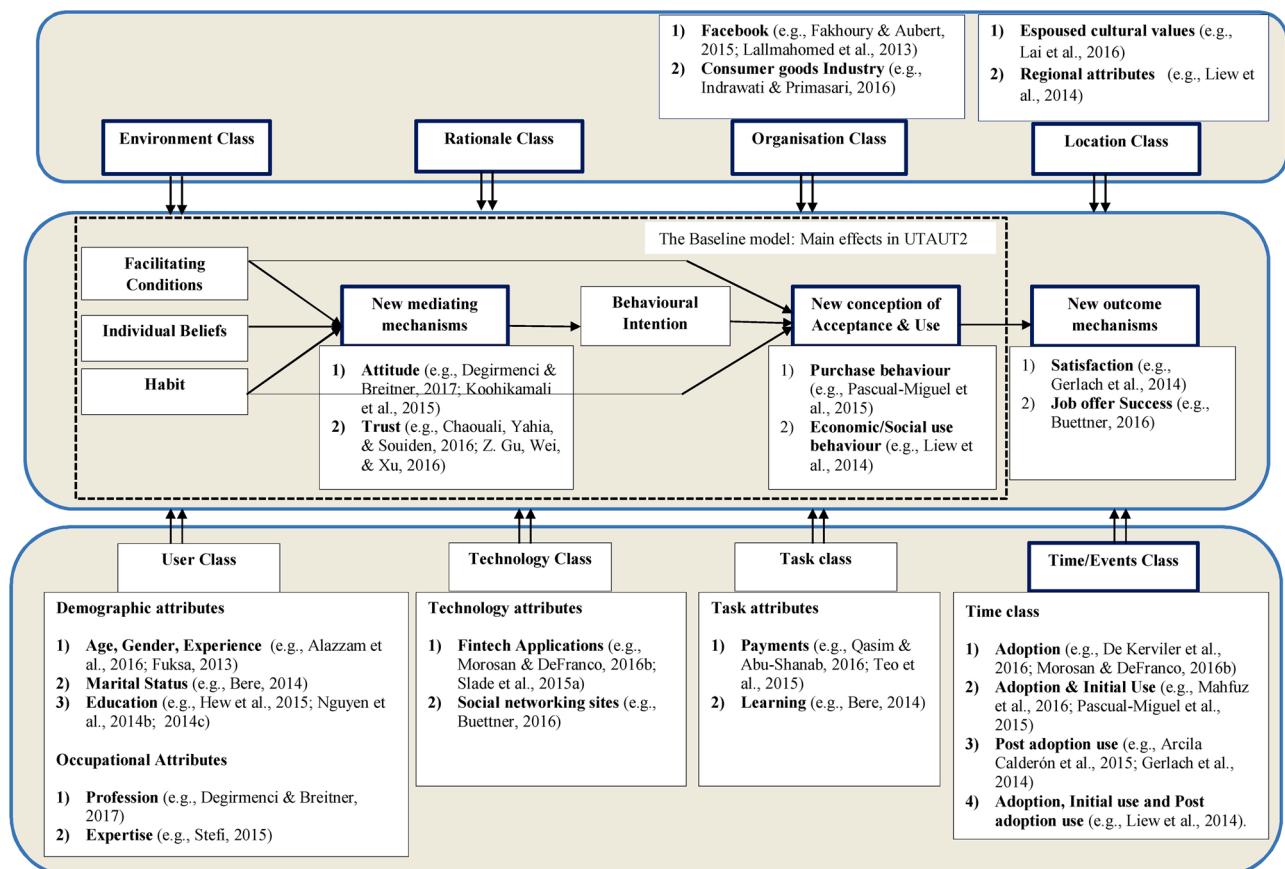 1) Facebook (e.g., Fakhoury & Aubert,
2015; Lallmahomed et al., 2013)
2) Consumer goods Industry (e.g.,
Indrawati & Primasari, 2016)
1) Espoused cultural values (e.g.,
Lai et al., 2016)
2) Regional attributes (e.g., Liew
et al., 2014)
Environment Class
Rationale Class
Organisation Class
Location Class
The Baseline model: Main effects in UTAUT2
Facilitating
Conditions
Individual Beliefs
Habit
New mediating
mechanisms
1) Attitude (e.g., Degirmenci &
Breitner, 2017; Koohikamali
et al., 2015)
2) Trust (e.g., Chaouali, Yahia,
& Souiden, 2016; Z. Gu, Wei,
& Xu, 2016)
Behavioural
Intention
New conception of
Acceptance & Use
1) Purchase behaviour
(e.g., Pascual-Miguel
et al., 2015)
2) Economic/Social use
behaviour (e.g., Liew
et al., 2014)
New outcome
mechanisms
1) Satisfaction (e.g.,
Gerlach et al., 2014)
2) Job offer Success (e.g.,
Buettner, 2016)
User Class
Demographic attributes
1) Age, Gender, Experience (e.g., Alazzam
et al., 2016; Fuksa, 2013)
2) Marital Status (e.g., Bere, 2014)
3) Education (e.g., Hew et al., 2015; Nguyen
et al., 2014b; 2014c)
Occupational Attributes
1) Profession (e.g., Degirmenci & Breitner,
2017)
2) Expertise (e.g., Stefi, 2015)
Technology Class
Technology attributes
1) Fintech Applications (e.g.,
Morosan & DeFranco, 2016b;
Slade et al., 2015a)
2) Social networking sites (e.g.,
Buettner, 2016)
Task class
Task attributes
1) Payments (e.g., Qasim &
Abu-Shanab, 2016; Teo et
al., 2015)
2) Learning (e.g., Bere, 2014)
Time/Events Class
Time class
1) Adoption (e.g., De Kerviler et al.,
2016; Morosan & DeFranco, 2016b)
2) Adoption & Initial Use (e.g., Mahfuz
et al., 2016; Pascual-Miguel et al.,
2015)
3) Post adoption use (e.g., Arcila
Calderón et al., 2015; Gerlach et al.,
2014)
4) Adoption, Initial use and Post
adoption use (e.g., Liew et al., 2014).